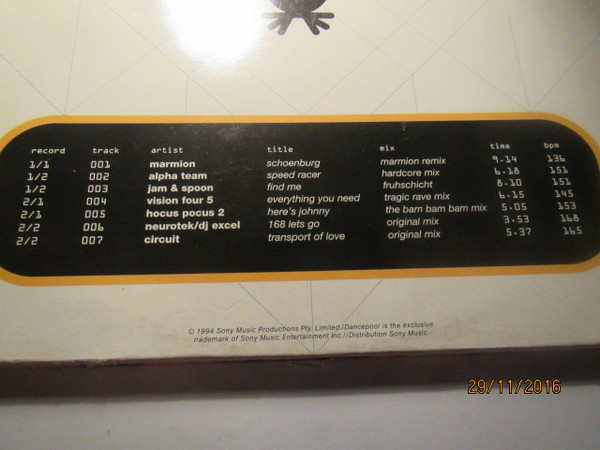 record track artist title mix time bpm
1/1 001 marmion schoenburg marmion remix 9.14 136
1/2 002 alpha team speed racer hardcore mix 6.18 151
1/2 003 jam & spoon find me fruhschicht 8.10 151
2/1 004 vision four 5 everything you need tragic rave mix 6.15 145
2/1 005 hocus pocus 2 here's johnny the bam bam bam mix 5.05 153
2/2 006 neurotek/dj excel 168 lets go original mix 3.53 168
2/2 007 circuit transport of love original mix 5.37 165
© 1994 Sony Music Productions Pty. Limited./Dancepool is the exclusive
trademark of Sony Music Entertainment Inc.//Distribution Sony Music.
29/11/2016